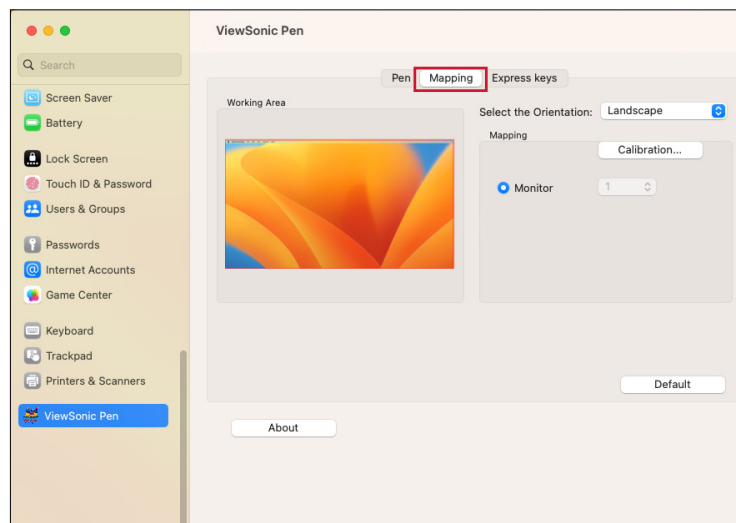 ViewSonic Pen
Search
Screen Saver
Battery
Lock Screen
Touch ID & Password
Users & Groups
Passwords
Internet Accounts
Game Center
Keyboard
Trackpad
Printers & Scanners
ViewSonic Pen
Pen Mapping Express keys
Working Area
Select the Orientation: Landscape
Mapping
Calibration...
Monitor 1
Default
About